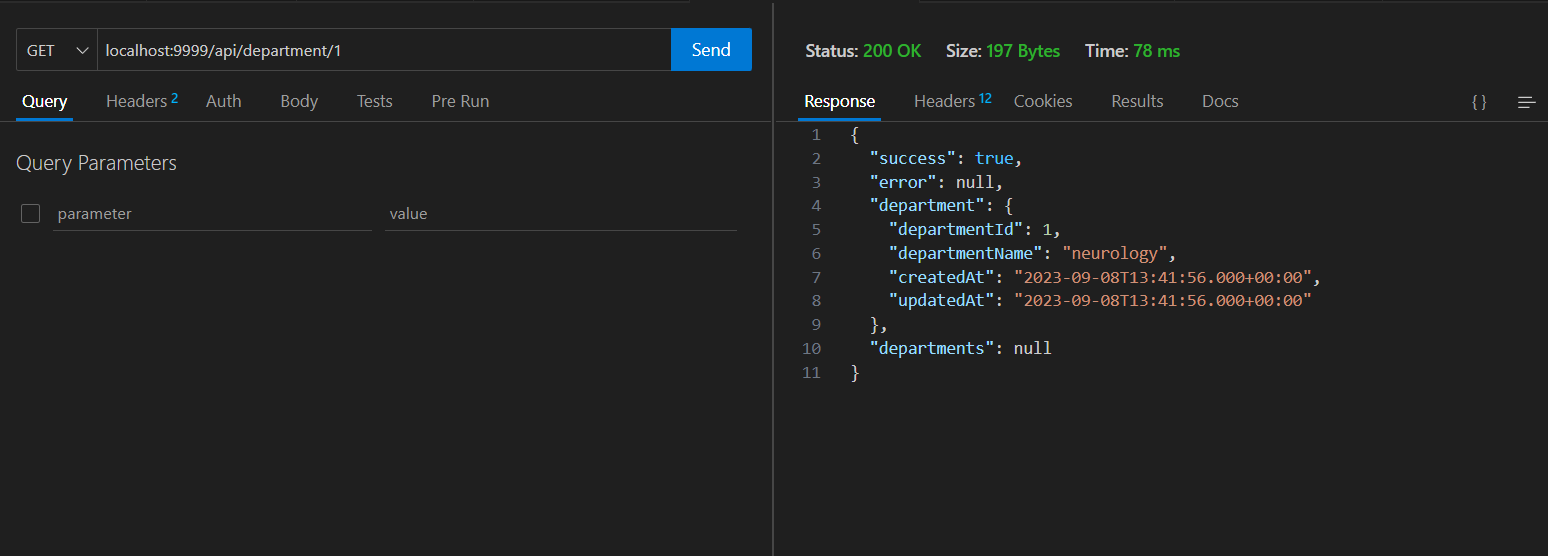 GET localhost:9999/api/department/1 Send
Query Headers 2 Auth Body Tests Pre Run
Query Parameters
parameter value
Status: 200 OK Size: 197 Bytes Time: 78 ms
Response Headers 12 Cookies Results Docs { }
1 {
2 "success": true,
3 "error": null,
4 "department": {
5 "departmentId": 1,
6 "departmentName": "neurology",
7 "createdAt": "2023-09-08T13:41:56.000+00:00",
8 "updatedAt": "2023-09-08T13:41:56.000+00:00"
9 },
10 "departments": null
11 }